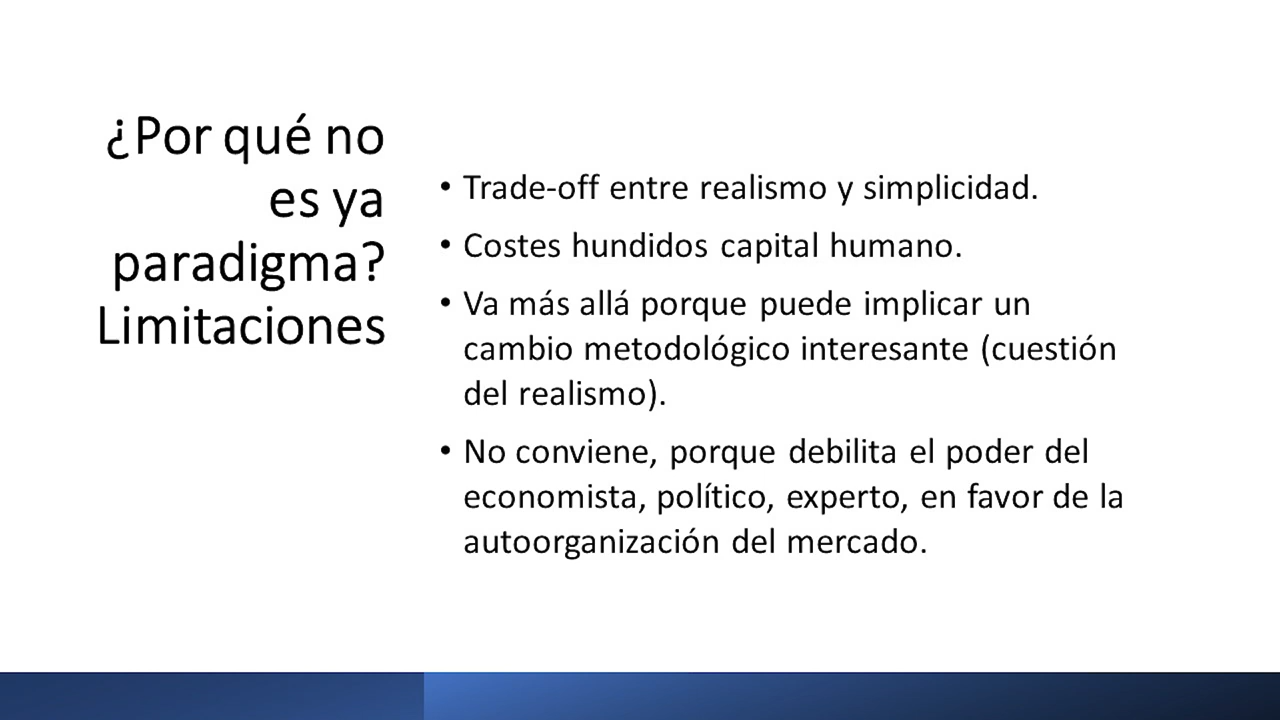 ¿Por qué no
es ya
paradigma?
Limitaciones
• Trade-off entre realismo y simplicidad.
• Costes hundidos capital humano.
• Va más allá porque puede implicar un
cambio metodológico interesante (cuestión
del realismo).
• No conviene, porque debilita el poder del
economista, político, experto, en favor de la
autoorganización del mercado.